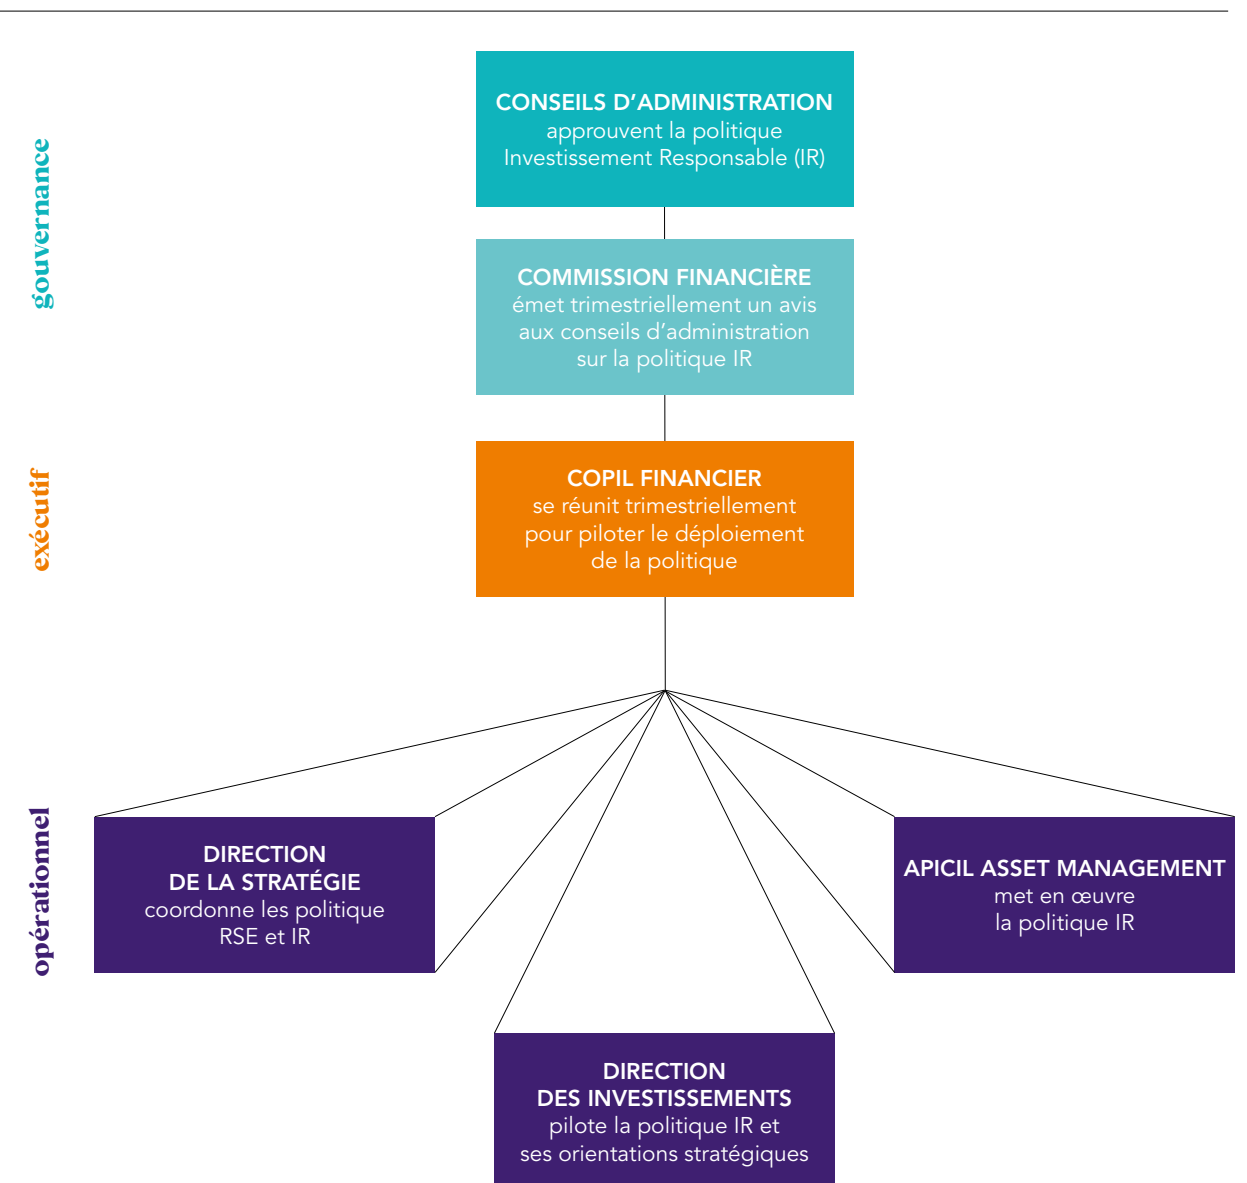 gouvernance
CONSEILS D’ADMINISTRATION
approuvent la politique
Investissement Responsable (IR)
COMMISSION FINANCIÈRE
émet trimestriellement un avis
aux conseils d’administration
sur la politique IR
exécutif
COPIL FINANCIER
se réunit trimestriellement
pour piloter le déploiement
de la politique
opérationnel
DIRECTION
DE LA STRATÉGIE
coordonne les politique
RSE et IR
APICIL ASSET MANAGEMENT
met en œuvre
la politique IR
DIRECTION
DES INVESTISSEMENTS
pilote la politique IR et
ses orientations stratégiques